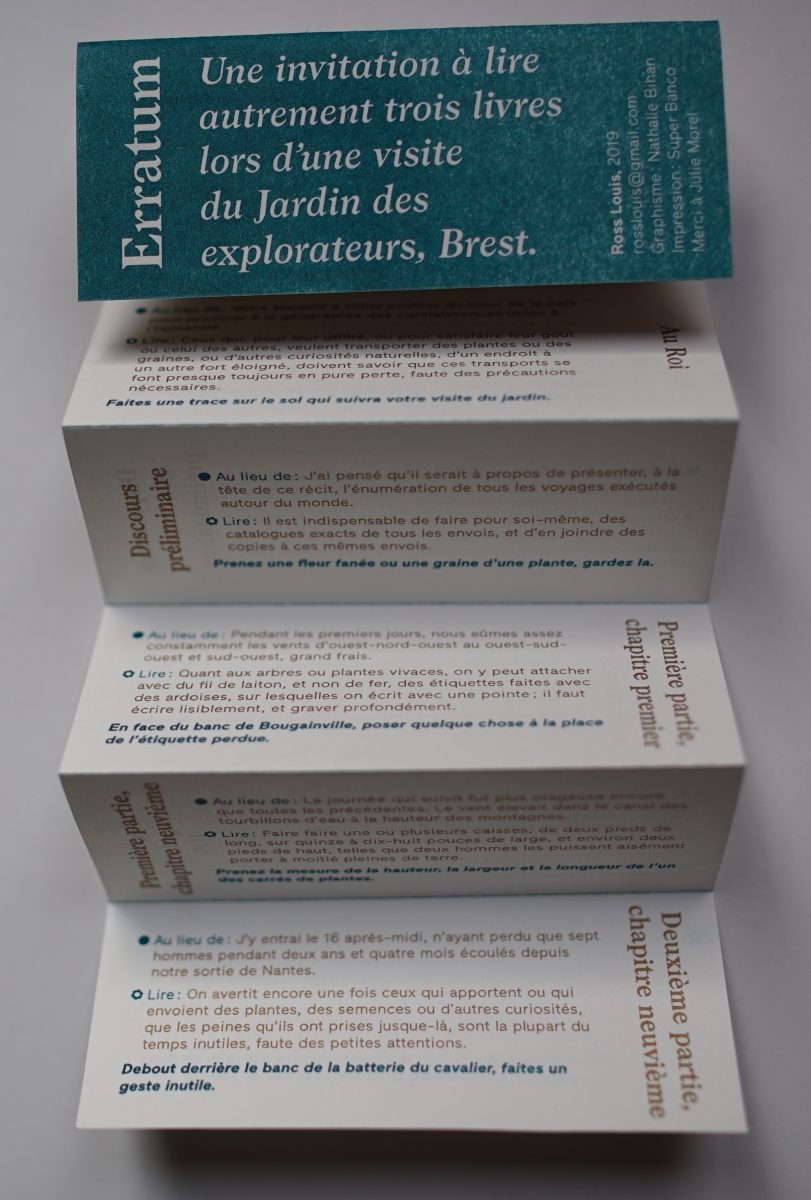 Erratum
Une invitation à lire
autrement trois livres
lors d'une visite
du Jardin des
explorateurs, Brest.
Ross Louis, 2019
rosslouis@gmail.com
Graphisme : Nathalie Bihan
Impression : Super Banco
Merci à Julie Morel
Au Roi
Au lieu de : Votre Majesté a voulu profiter du loisir de la paix
pour procurer à la géographie des connaissances utiles à
l'humanité.
Lire : Ceux qui, pour leur utilité, ou pour satisfaire leur goût
ou celui des autres, veulent transporter des plantes ou des
graines, ou d'autres curiosités naturelles, d'un endroit à
un autre fort éloigné, doivent savoir que ces transports se
font presque toujours en pure perte, faute des précautions
nécessaires.
Faites une trace sur le sol qui suivra votre visite du jardin.
Discours
préliminaire
Au lieu de : J'ai pensé qu'il serait à propos de présenter, à la
tête de ce récit, l'énumération de tous les voyages exécutés
autour du monde.
Lire : Il est indispensable de faire pour soi-même, des
catalogues exacts de tous les envois, et d'en joindre des
copies à ces mêmes envois.
Prenez une fleur fanée ou une graine d'une plante, gardez la.
Première partie,
chapitre premier
Au lieu de : Pendant les premiers jours, nous eûmes assez
constamment les vents d'ouest-nord-ouest au ouest-sud-
ouest et sud-ouest, grand frais.
Lire : Quant aux arbres ou plantes vivaces, on y peut attacher
avec du fil de laiton, et non de fer, des étiquettes faites avec
des ardoises, sur lesquelles on écrit avec une pointe ; il faut
écrire lisiblement, et graver profondément.
En face du banc de Bougainville, poser quelque chose à la place
de l'étiquette perdue.
Première partie,
chapitre neuvième
Au lieu de : La journée qui suivit fut plus orageuse encore
que toutes les précédentes. Le vent élevait dans le canal des
tourbillons d'eau à la hauteur des montagnes.
Lire : Faire faire une ou plusieurs caisses, de deux pieds de
long, sur quinze à dix-huit pouces de large, et environ deux
pieds de haut, telles que deux hommes les puissent aisément
porter à moitié pleines de terre.
Prenez la mesure de la hauteur, la largeur et la longueur de l'un
des carrés de plantes.
Deuxième partie,
chapitre neuvième
Au lieu de : J'y entrai le 16 après-midi, n'ayant perdu que sept
hommes pendant deux ans et quatre mois écoulés depuis
notre sortie de Nantes.
Lire : On avertit encore une fois ceux qui apportent ou qui
envoient des plantes, des semences ou d'autres curiosités,
que les peines qu'ils ont prises jusque-là, sont la plupart du
temps inutiles, faute des petites attentions.
Debout derrière le banc de la batterie du cavalier, faites un
geste inutile.